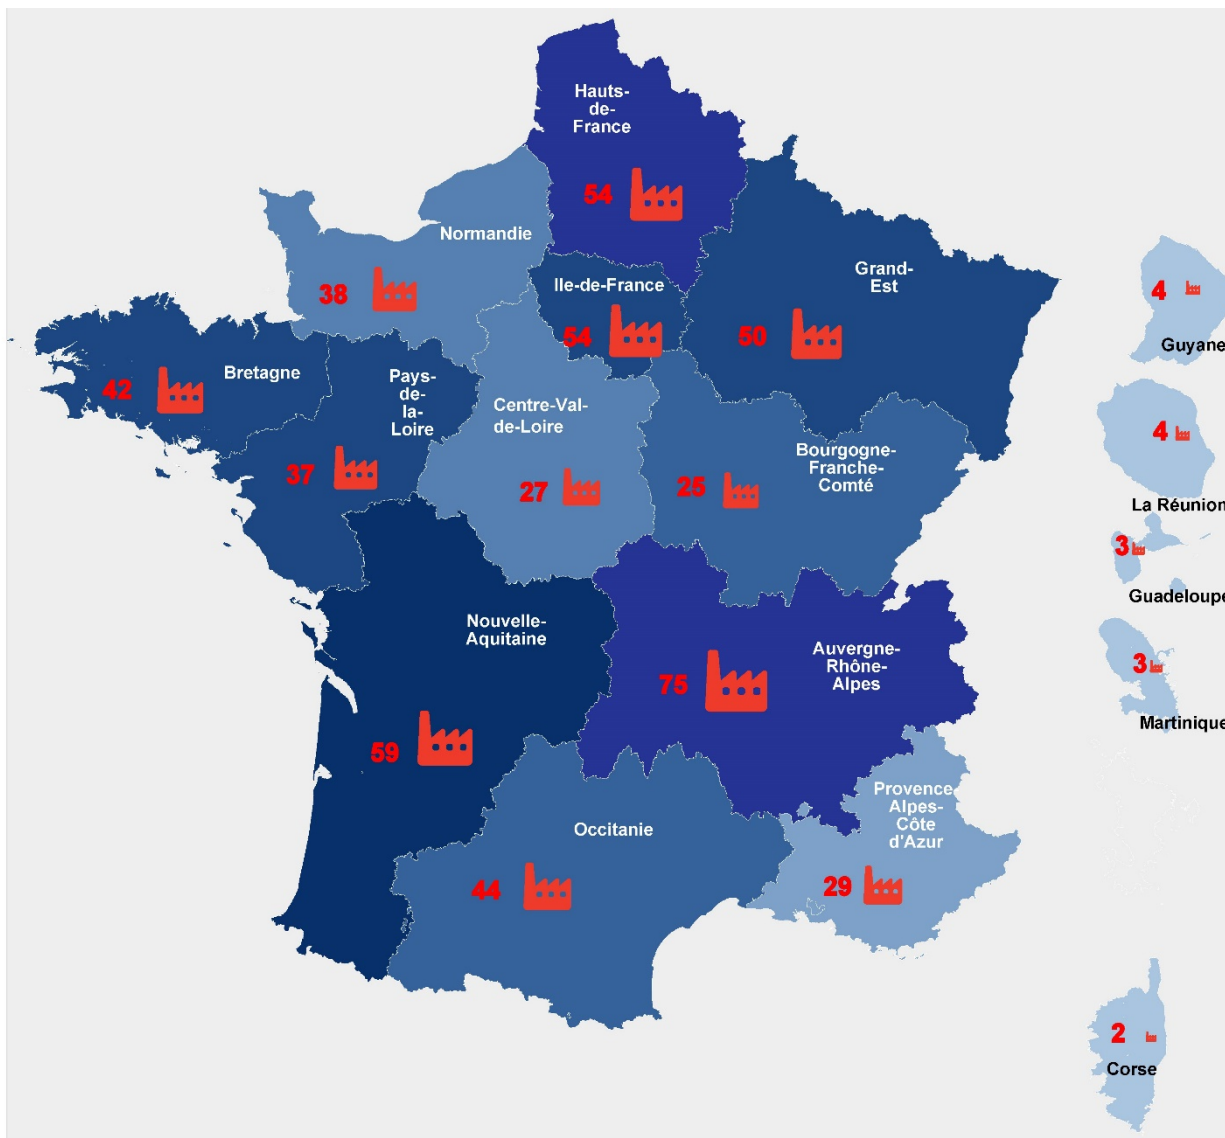 Hauts-
de-
France
54
Normandie
38
Ile-de-France
54
Grand-
Est
50
4
Guyane
Bretagne
42
Pays-
de-
la-
Loire
37
Centre-Val-
de-Loire
27
Bourgogne-
Franche-
Comté
25
4
La Réunion
3
Guadeloupe
Nouvelle-
Aquitaine
59
Auvergne-
Rhône-
Alpes
75
3
Martinique
Occitanie
44
Provence
Alpes-
Côte
d'Azur
29
2
Corse